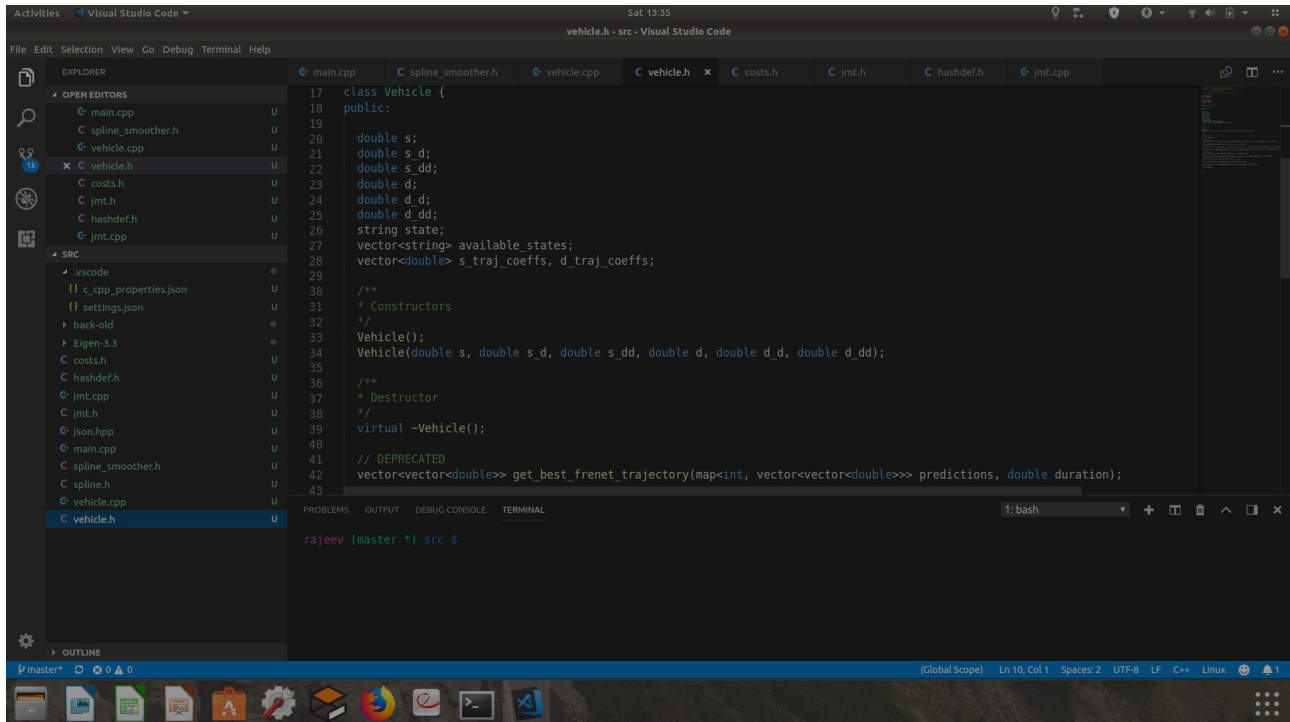 Activities Visual Studio Code Sat 13:35
vehicle.h - src - Visual Studio Code
File Edit Selection View Go Debug Terminal Help
EXPLORER
OPEN EDITORS
main.cpp U
spline_smoother.h U
vehicle.cpp U
vehicle.h U
costs.h U
jmt.h U
hashdef.h U
jmt.cpp U
SRC
.vscode
c_cpp_properties.json U
settings.json U
back-old
Eigen-3.3
costs.h U
hashdef.h U
jmt.cpp U
jmt.h U
json.hpp U
main.cpp U
spline_smoother.h U
spline.h U
vehicle.cpp U
vehicle.h U
OUTLINE
1k
main.cpp spline_smoother.h vehicle.cpp vehicle.h costs.h jmt.h hashdef.h jmt.cpp
17 class Vehicle {
18 public:
19
20 double s;
21 double s_d;
22 double s_dd;
23 double d;
24 double d_d;
25 double d_dd;
26 string state;
27 vector<string> available_states;
28 vector<double> s_traj_coeffs, d_traj_coeffs;
29
30 /**
31 * Constructors
32 */
33 Vehicle();
34 Vehicle(double s, double s_d, double s_dd, double d, double d_d, double d_dd);
35
36 /**
37 * Destructor
38 */
39 virtual ~Vehicle();
40
41 // DEPRECATED
42 vector<vector<double>> get_best_frenet_trajectory(map<int, vector<vector<double>>> predictions, double duration);
43
PROBLEMS OUTPUT DEBUG CONSOLE TERMINAL 1: bash
rajeev (master *) src $
master* 0 0 (Global Scope) Ln 10, Col 1 Spaces: 2 UTF-8 LF C++ Linux 1